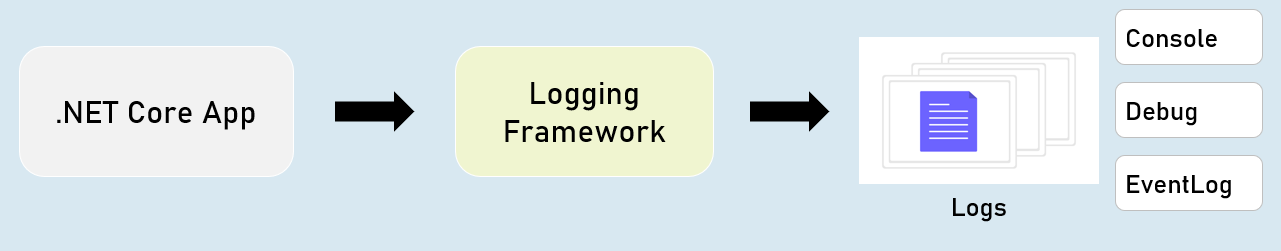 .NET Core App
Logging
Framework
Logs
Console
Debug
EventLog